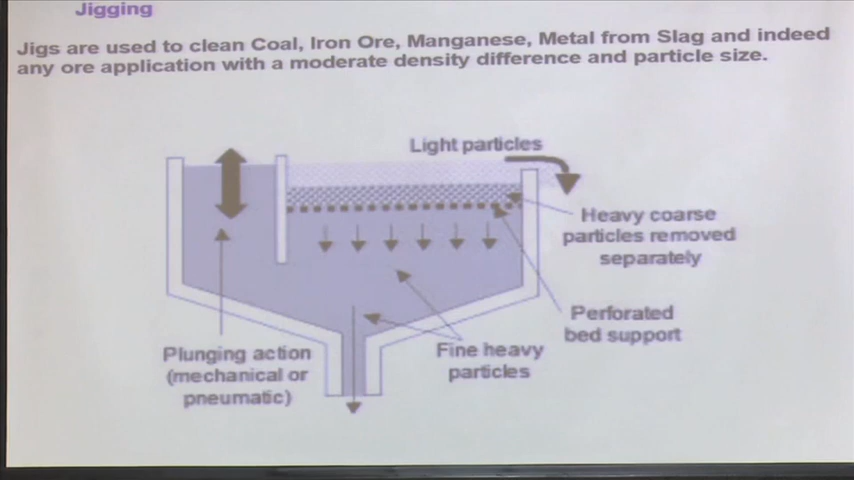 Jigging
Jigs are used to clean Coal, Iron Ore, Manganese, Metal from Slag and indeed
any ore application with a moderate density difference and particle size.
Light particles
Heavy coarse
particles removed
separately
Perforated
bed support
Plunging action
(mechanical or
pneumatic)
Fine heavy
particles